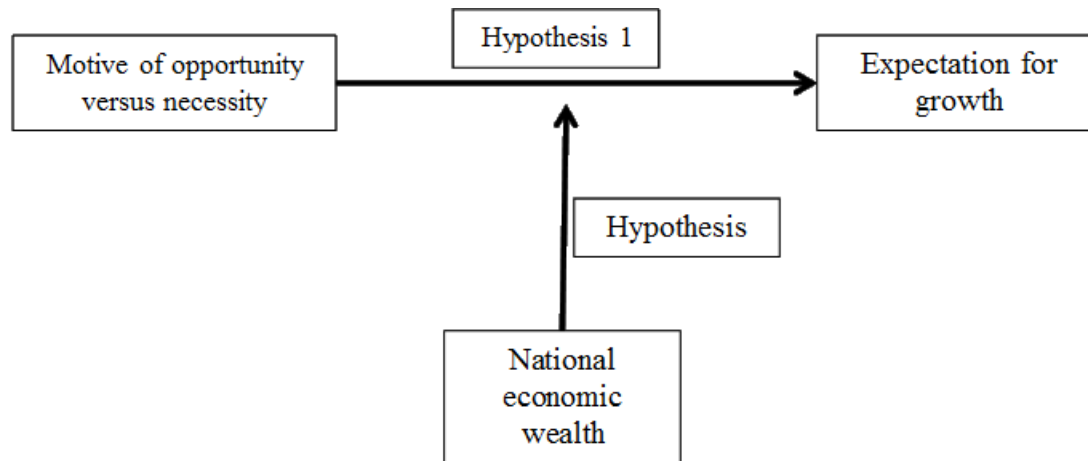 Hypothesis 1
Motive of opportunity
versus necessity
Expectation for
growth
Hypothesis
National
economic
wealth